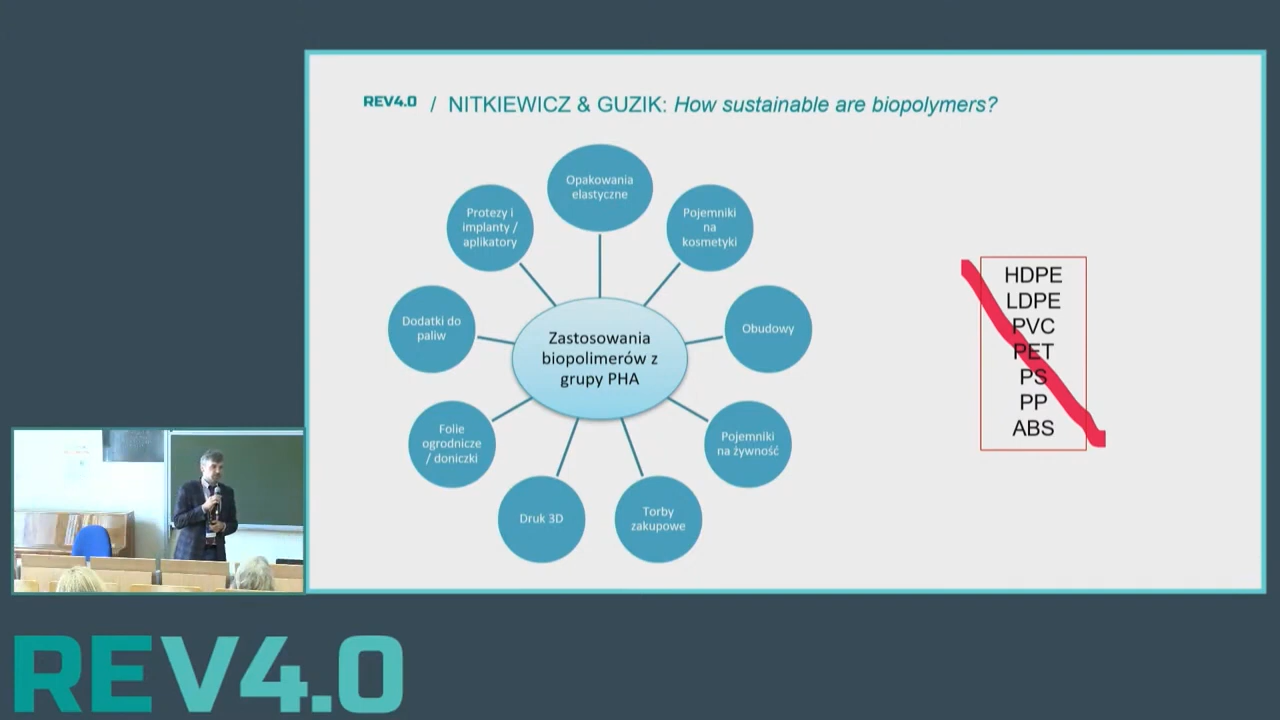 REV4.0 / NITKIEWICZ & GUZIK: How sustainable are biopolymers?
Opakowania
elastyczne
Protezy i
implanty /
aplikatory
Pojemniki
na
kosmetyki
Dodatki do
paliw
Obudowy
Zastosowania
biopolimerów z
grupy PHA
Folie
ogrodnicze
/ doniczki
Pojemniki
na żywność
Druk 3D
Torby
zakupowe
HDPE
LDPE
PVC
PET
PS
PP
ABS
REV4.0